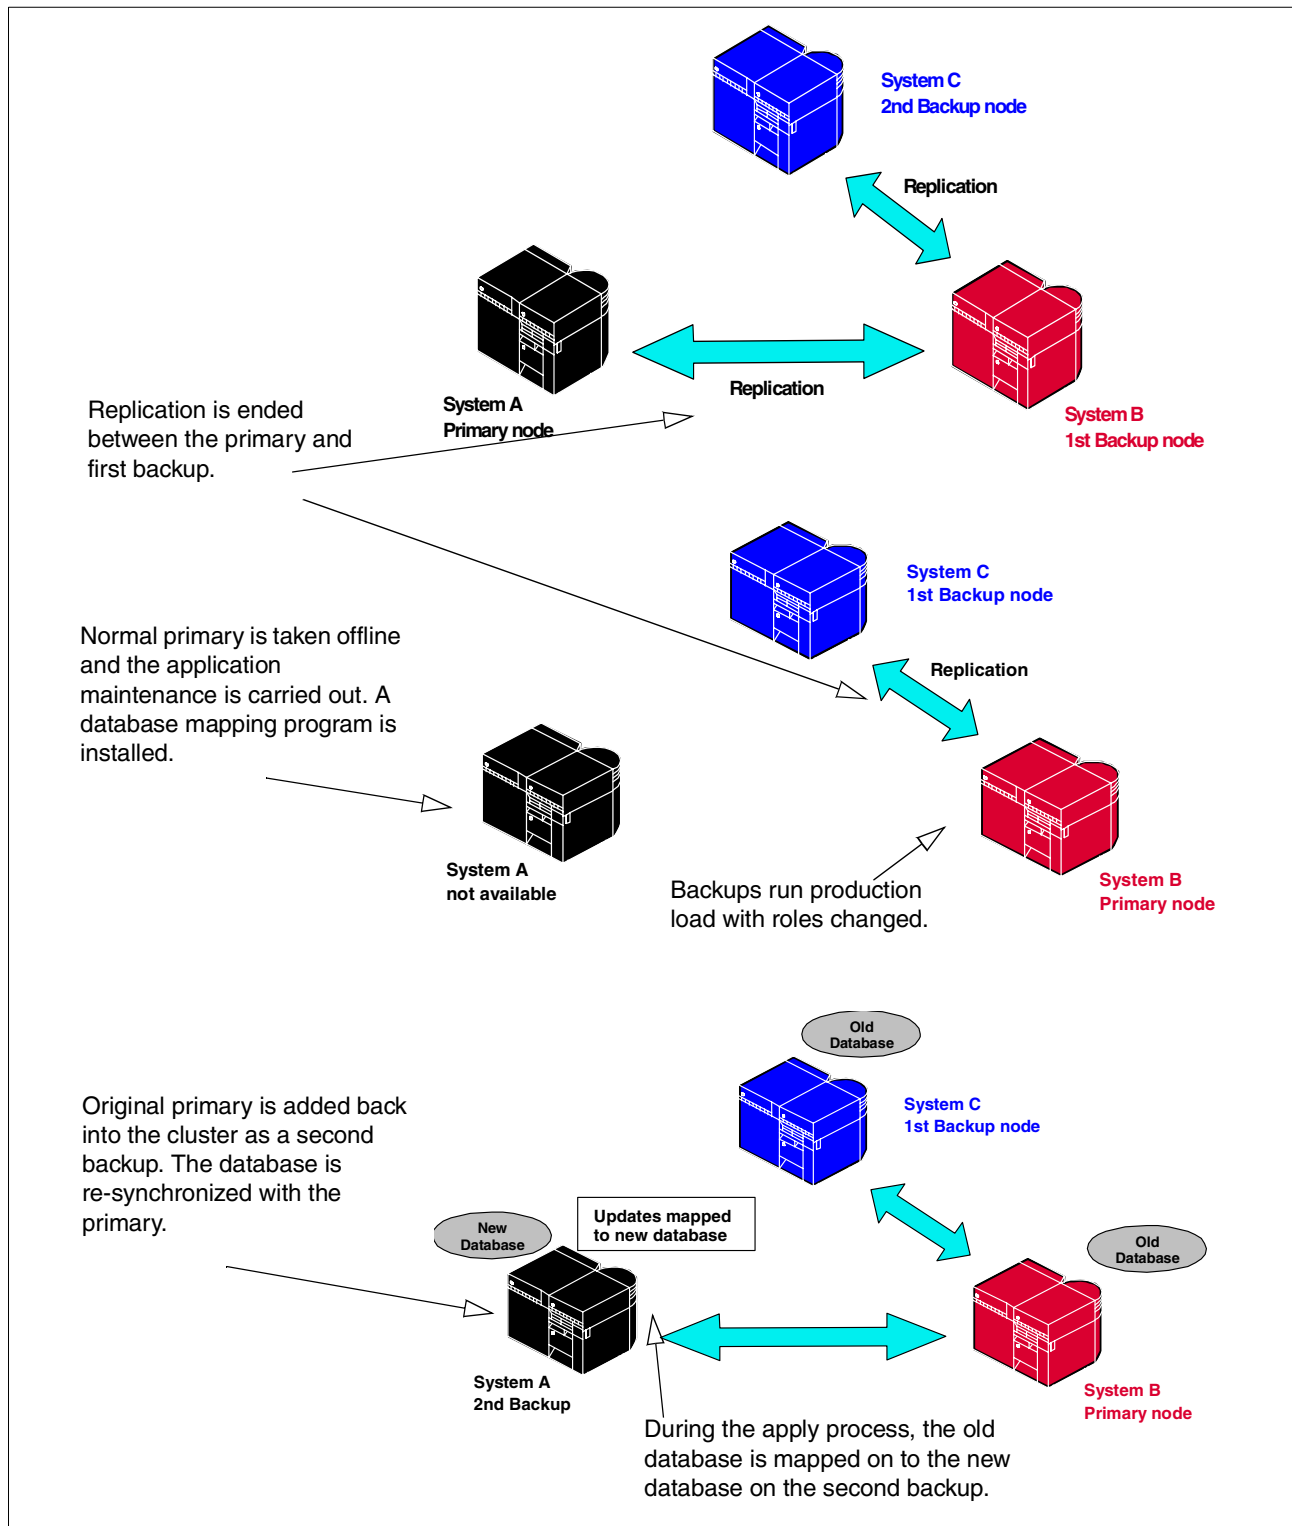 System C
2nd Backup node
Replication
Replication
System A
Primary node
System B
1st Backup node
Replication is ended
between the primary and
first backup.
System C
1st Backup node
Replication
Normal primary is taken offline
and the application
maintenance is carried out. A
database mapping program is
installed.
System A
not available
Backups run production
load with roles changed.
System B
Primary node
Old
Database
System C
1st Backup node
Original primary is added back
into the cluster as a second
backup. The database is
re-synchronized with the
primary.
New
Database
Updates mapped
to new database
Old
Database
System A
2nd Backup
System B
Primary node
During the apply process, the old
database is mapped on to the new
database on the second backup.